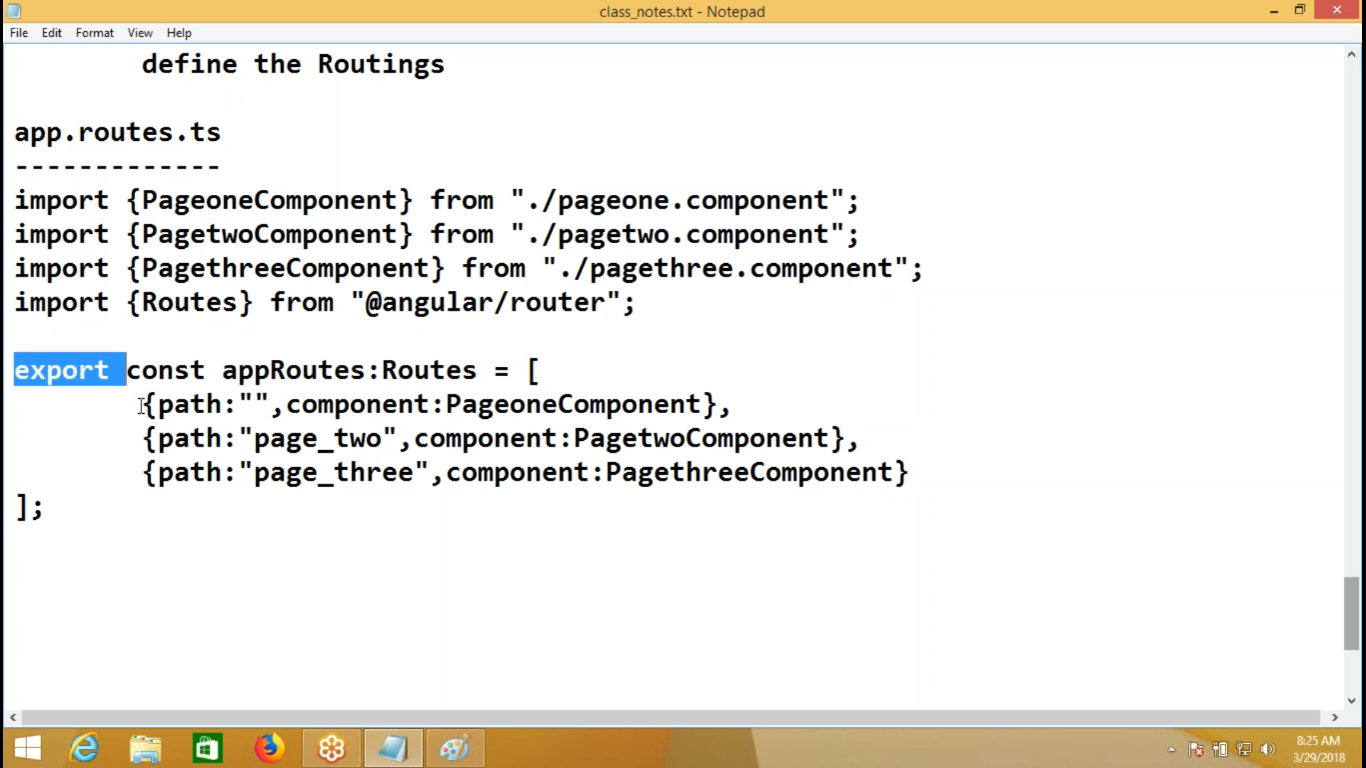 class_notes.txt - Notepad
File Edit Format View Help
define the Routings
app.routes.ts
-------------
import {PageoneComponent} from "./pageone.component";
import {PagetwoComponent} from "./pagetwo.component";
import {PagethreeComponent} from "./pagethree.component";
import {Routes} from "@angular/router";
export const appRoutes:Routes = [
{path:"",component:PageoneComponent},
{path:"page_two",component:PagetwoComponent},
{path:"page_three",component:PagethreeComponent}
];
8:25 AM
3/29/2018